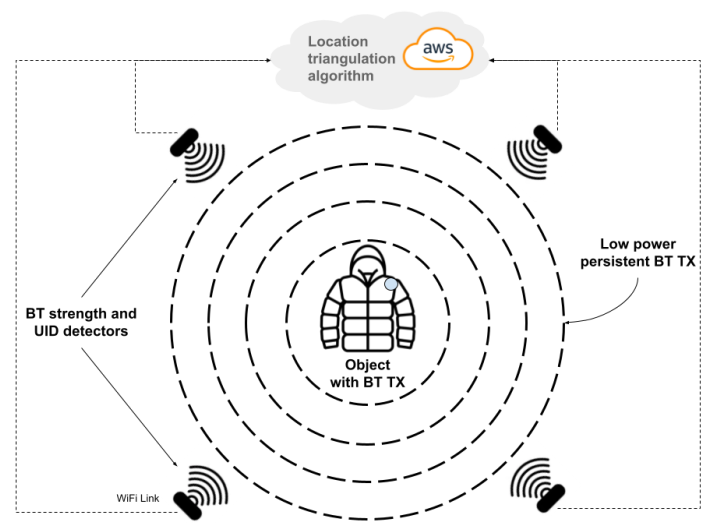 Location
triangulation
algorithm
aws
Low power
persistent BT TX
BT strength and
UID detectors
Object
with BT TX
WiFi Link